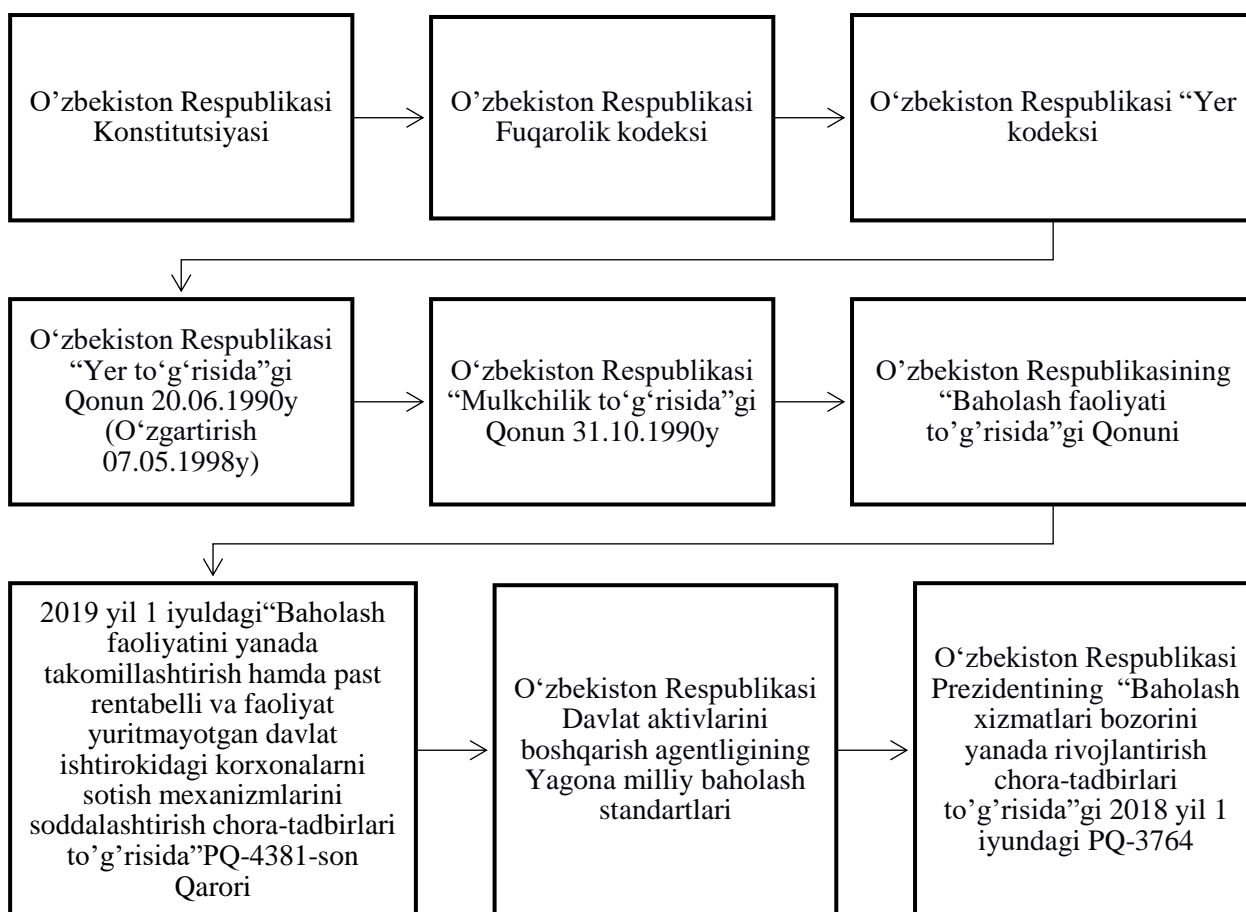 O’zbekiston Respublikasi
Konstitutsiyasi
O’zbekiston Respublikasi
Fuqarolik kodeksi
O‘zbekiston Respublikasi “Yer
kodeksi
O‘zbekiston Respublikasi
“Yer to‘g‘risida”gi
Qonun 20.06.1990y
(O‘zgartirish
07.05.1998y)
O‘zbekiston Respublikasi
“Mulkchilik to‘g‘risida”gi
Qonun 31.10.1990y
O’zbekiston Respublikasining
“Baholash faoliyati
to’g’risida”gi Qonuni
2019 yil 1 iyuldagi“Baholash
faoliyatini yanada
takomillashtirish hamda past
rentabelli va faoliyat
yuritmayotgan davlat
ishtirokidagi korxonalarni
sotish mexanizmlarini
soddalashtirish chora-tadbirlari
to’g’risida”PQ-4381-son
Qarori
O‘zbekiston Respublikasi
Davlat aktivlarini
boshqarish agentligining
Yagona milliy baholash
standartlari
O‘zbekiston Respublikasi
Prezidentining “Baholash
xizmatlari bozorini
yanada rivojlantirish
chora-tadbirlari
to’g’risida”gi 2018 yil 1
iyundagi PQ-3764